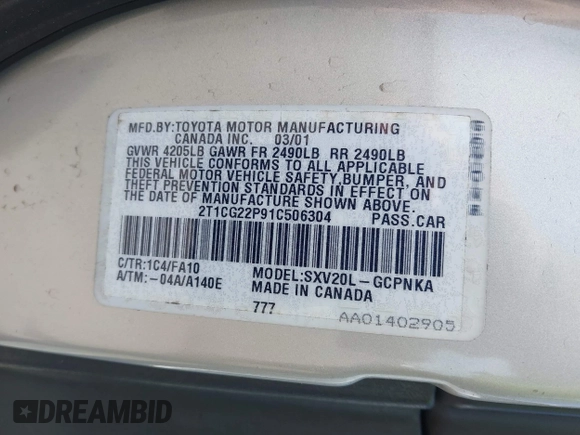 MFD.BY:TOYOTA MOTOR MANUFACTURING
CANADA INC. 03/01
GVWR 4205LB GAWR FR 2490LB RR 2490LB
THIS VEHICLE CONFORMS TO ALL APPLICABLE
FEDERAL MOTOR VEHICLE SAFETY,BUMPER, AND
THEFT PREVENTION STANDARDS IN EFFECT ON
THE DATE OF MANUFACTURE SHOWN ABOVE.
2T1CG22P91C506304 PASS.CAR
C/TR:1C4/FA10 MODEL:SXV20L-GCPNKA
A/TM:-04A/A140E MADE IN CANADA
777
AA01402905
DREAMBID